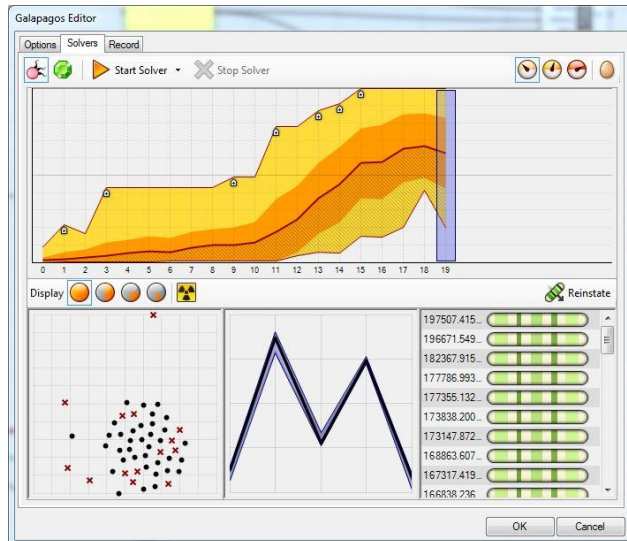 Galapagos Editor
Options Solvers Record
Start Solver Stop Solver
0 1 2 3 4 5 6 7 8 9 10 11 12 13 14 15 16 17 18 19
Display Reinstate
197507.415...
196671.549...
182367.915...
177786.993...
177355.132...
173838.200...
173147.872...
168863.607...
167317.419...
166838.236
OK Cancel